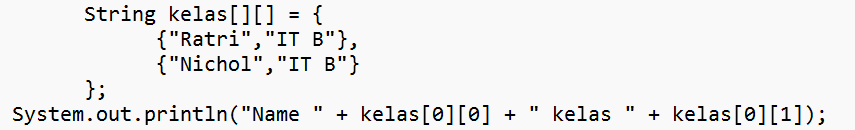 String kelas[][] = {
{"Ratri","IT B"},
{"Nichol","IT B"}
};
System.out.println("Name " + kelas[0][0] + " kelas " + kelas[0][1]);